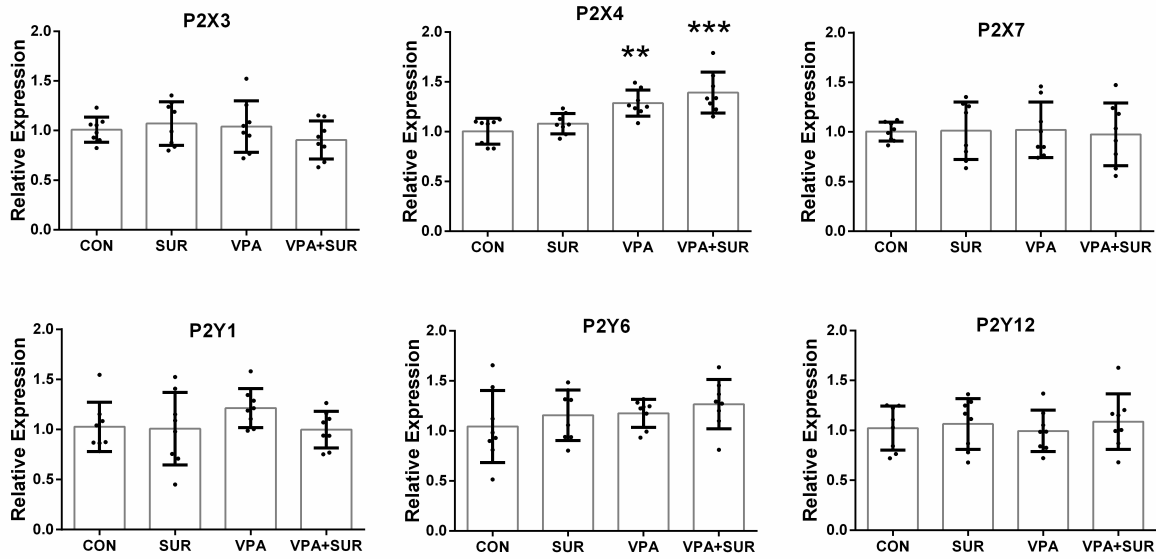 P2X3
Relative Expression
2.0
1.5
1.0
0.5
0.0
CON SUR VPA VPA+SUR
P2X4
Relative Expression
2.0
1.5
1.0
0.5
0.0
** ***
CON SUR VPA VPA+SUR
P2X7
Relative Expression
2.0
1.5
1.0
0.5
0.0
CON SUR VPA VPA+SUR
P2Y1
Relative Expression
2.0
1.5
1.0
0.5
0.0
CON SUR VPA VPA+SUR
P2Y6
Relative Expression
2.0
1.5
1.0
0.5
0.0
CON SUR VPA VPA+SUR
P2Y12
Relative Expression
2.0
1.5
1.0
0.5
0.0
CON SUR VPA VPA+SUR